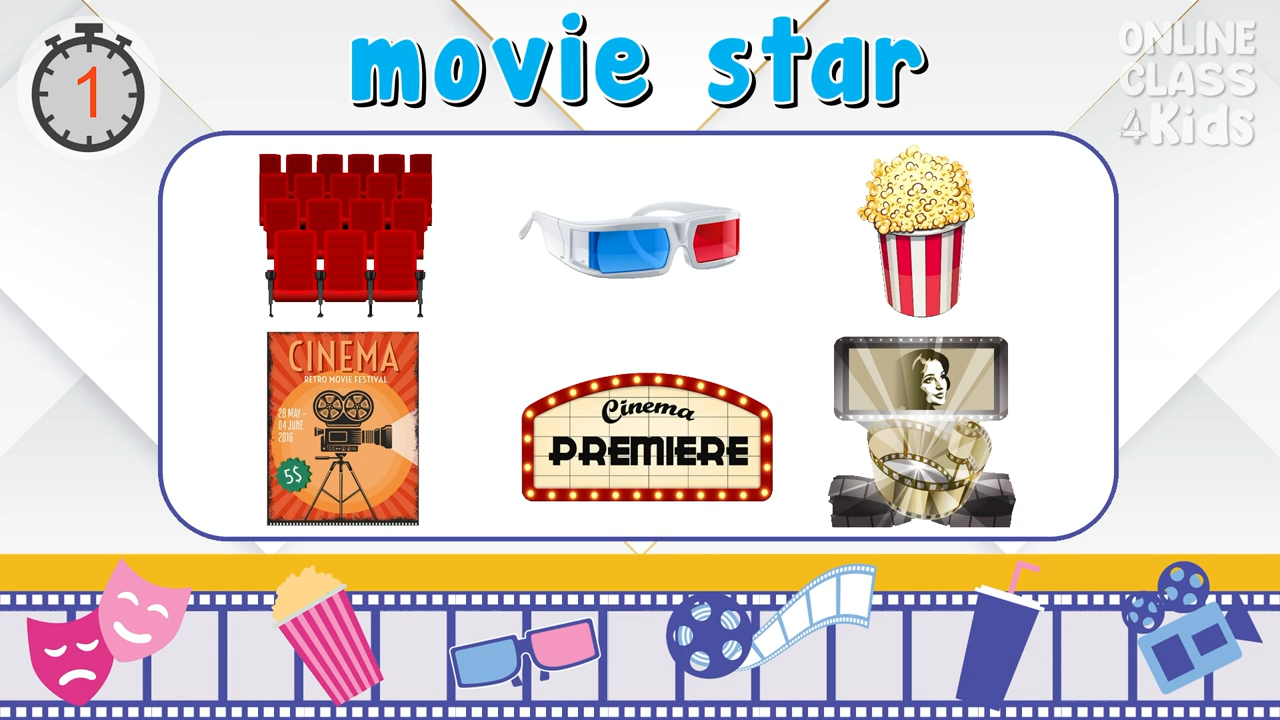 1
movie star
ONLINE
CLASS
4Kids
CINEMA
RETRO MOVIE FESTIVAL
28 MAY -
04 JUNE
2016
5$
Cinema
PREMIERE